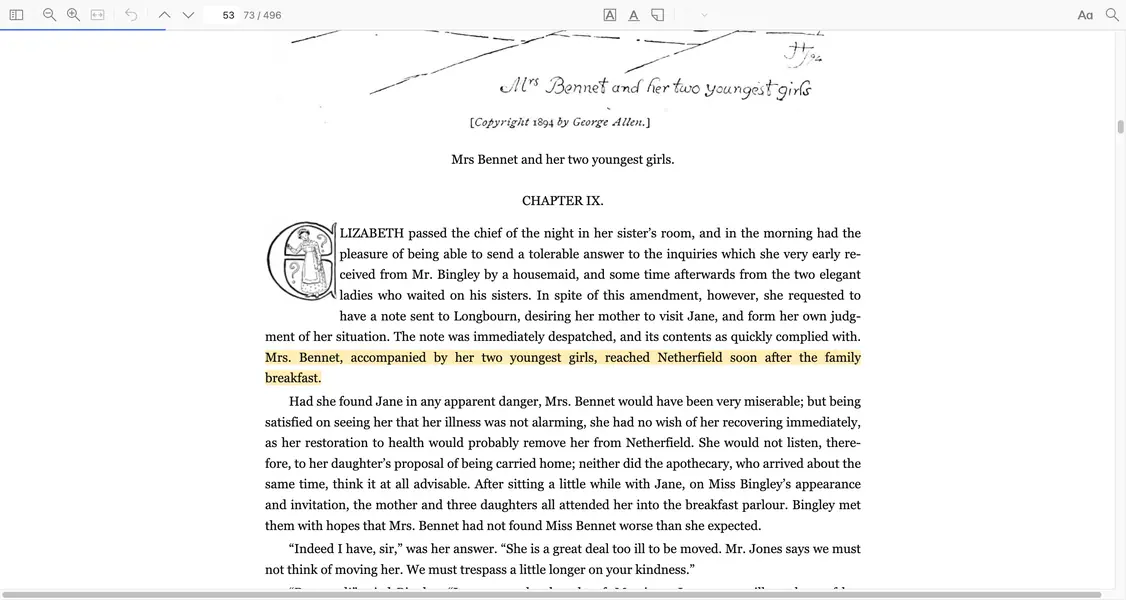 53 73 / 496
A A Aa
Mrs Bennet and her two youngest girls
[Copyright 1894 by George Allen.]
Mrs Bennet and her two youngest girls.
CHAPTER IX.
ELIZABETH passed the chief of the night in her sister’s room, and in the morning had the
pleasure of being able to send a tolerable answer to the inquiries which she very early re-
ceived from Mr. Bingley by a housemaid, and some time afterwards from the two elegant
ladies who waited on his sisters. In spite of this amendment, however, she requested to
have a note sent to Longbourn, desiring her mother to visit Jane, and form her own judg-
ment of her situation. The note was immediately despatched, and its contents as quickly complied with.
Mrs. Bennet, accompanied by her two youngest girls, reached Netherfield soon after the family
breakfast.
Had she found Jane in any apparent danger, Mrs. Bennet would have been very miserable; but being
satisfied on seeing her that her illness was not alarming, she had no wish of her recovering immediately,
as her restoration to health would probably remove her from Netherfield. She would not listen, there-
fore, to her daughter’s proposal of being carried home; neither did the apothecary, who arrived about the
same time, think it at all advisable. After sitting a little while with Jane, on Miss Bingley’s appearance
and invitation, the mother and three daughters all attended her into the breakfast parlour. Bingley met
them with hopes that Mrs. Bennet had not found Miss Bennet worse than she expected.
“Indeed I have, sir,” was her answer. “She is a great deal too ill to be moved. Mr. Jones says we must
not think of moving her. We must trespass a little longer on your kindness.”